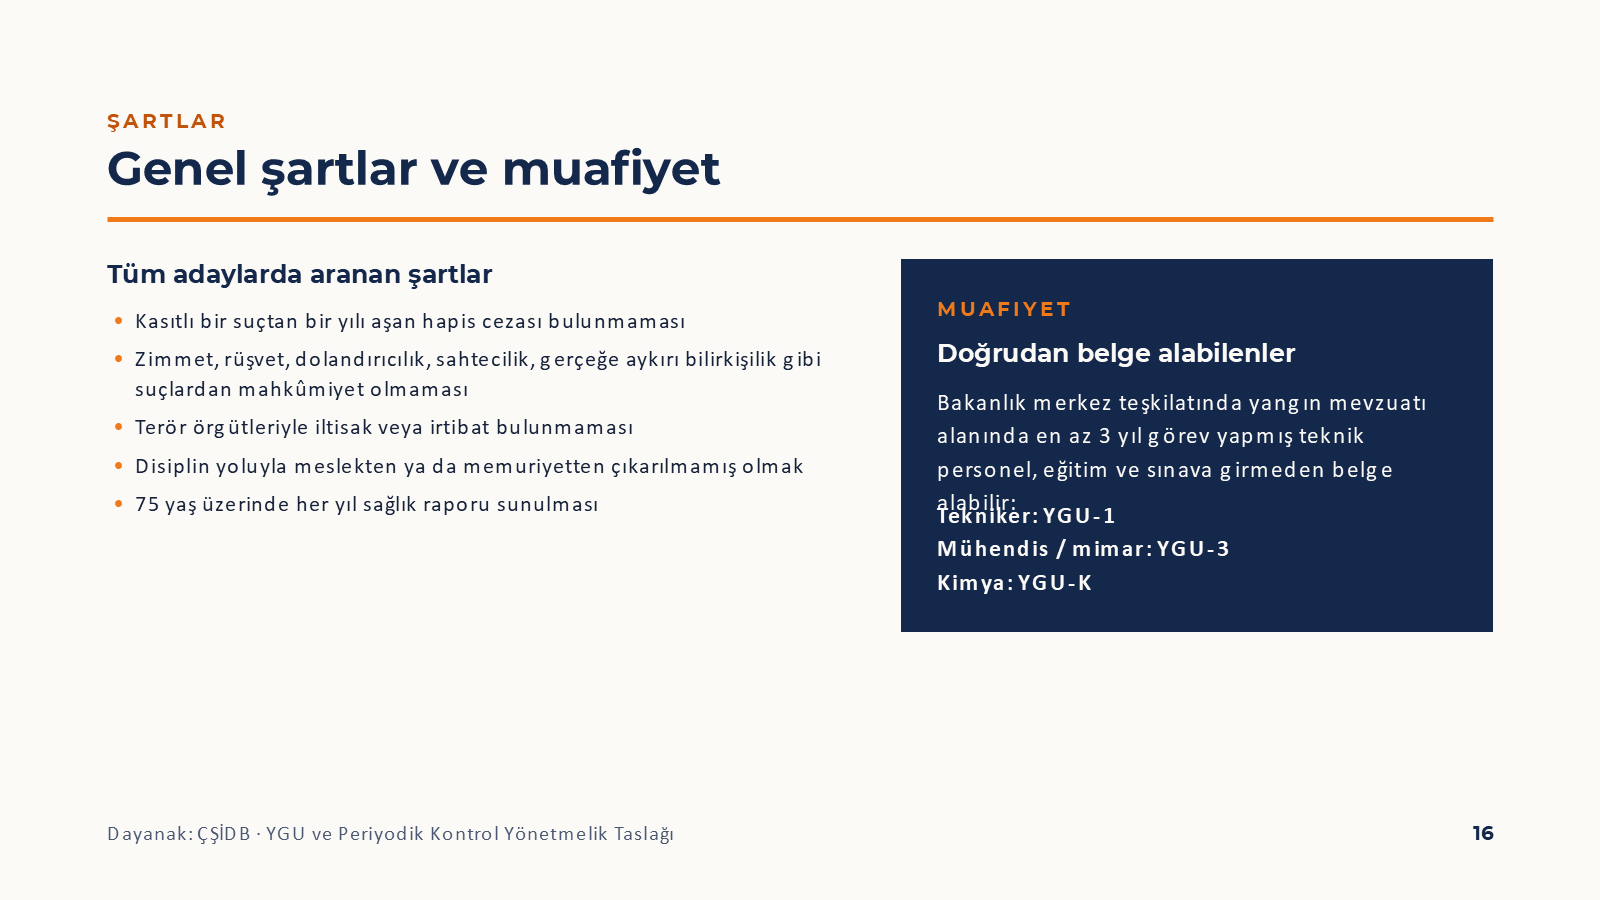 ŞARTLAR
Genel şartlar ve muafiyet
Tüm adaylarda aranan şartlar
• Kasıtlı bir suçtan bir yılı aşan hapis cezası bulunmaması
• Zimmet, rüşvet, dolandırıcılık, sahtecilik, gerçeğe aykırı bilirkişilik gibi
suçlardan mahkûmiyet olmaması
• Terör örgütleriyle iltisak veya irtibat bulunmaması
• Disiplin yoluyla meslekten ya da memuriyetten çıkarılmamış olmak
• 75 yaş üzerinde her yıl sağlık raporu sunulması
MUAFIYET
Doğrudan belge alabilenler
Bakanlık merkez teşkilatında yangın mevzuatı
alanında en az 3 yıl görev yapmış teknik
personel, eğitim ve sınava girmeden belge
alabilir:
Tekniker: YGU-1
Mühendis / mimar: YGU-3
Kimya: YGU-K
Dayanak: ÇŞİDB · YGU ve Periyodik Kontrol Yönetmelik Taslağı
16